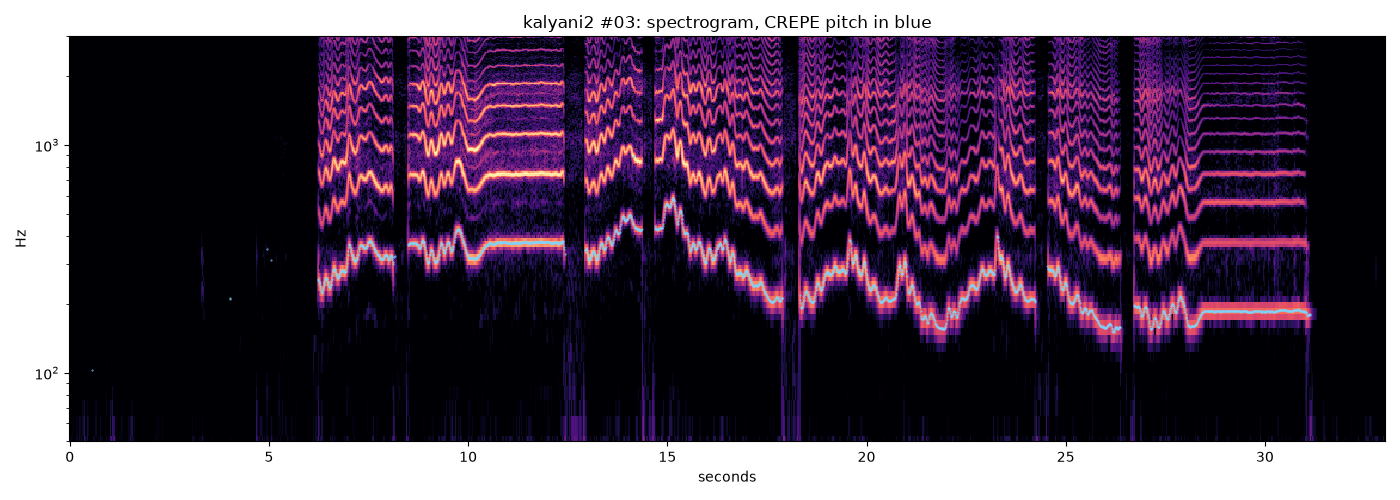 kalyani2 #03: spectrogram, CREPE pitch in blue
Hz
10³
10²
0 5 10 15 20 25 30
seconds